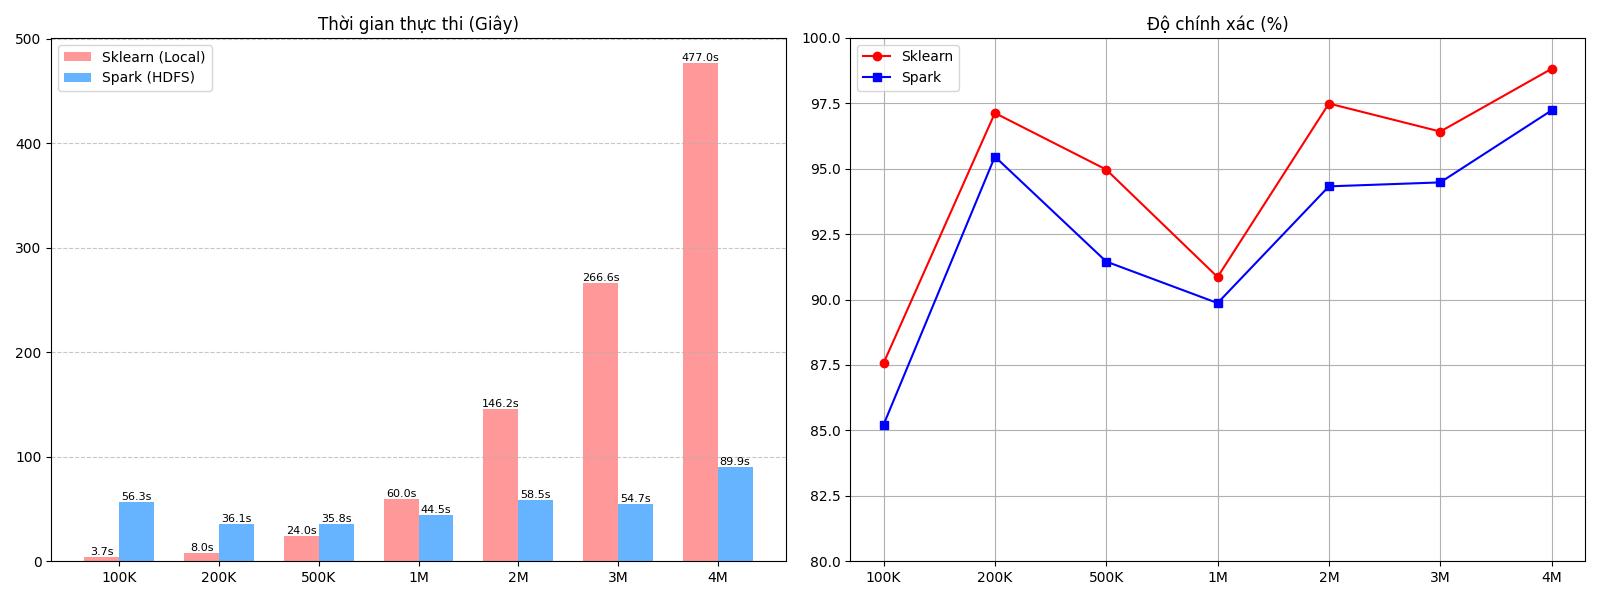 Thời gian thực thi (Giây)
Sklearn (Local)
Spark (HDFS)
500
400
300
200
100
0
3.7s
56.3s
8.0s
36.1s
24.0s
35.8s
60.0s
44.5s
146.2s
58.5s
266.6s
54.7s
477.0s
89.9s
100K
200K
500K
1M
2M
3M
4M
Độ chính xác (%)
Sklearn
Spark
100.0
97.5
95.0
92.5
90.0
87.5
85.0
82.5
80.0
100K
200K
500K
1M
2M
3M
4M